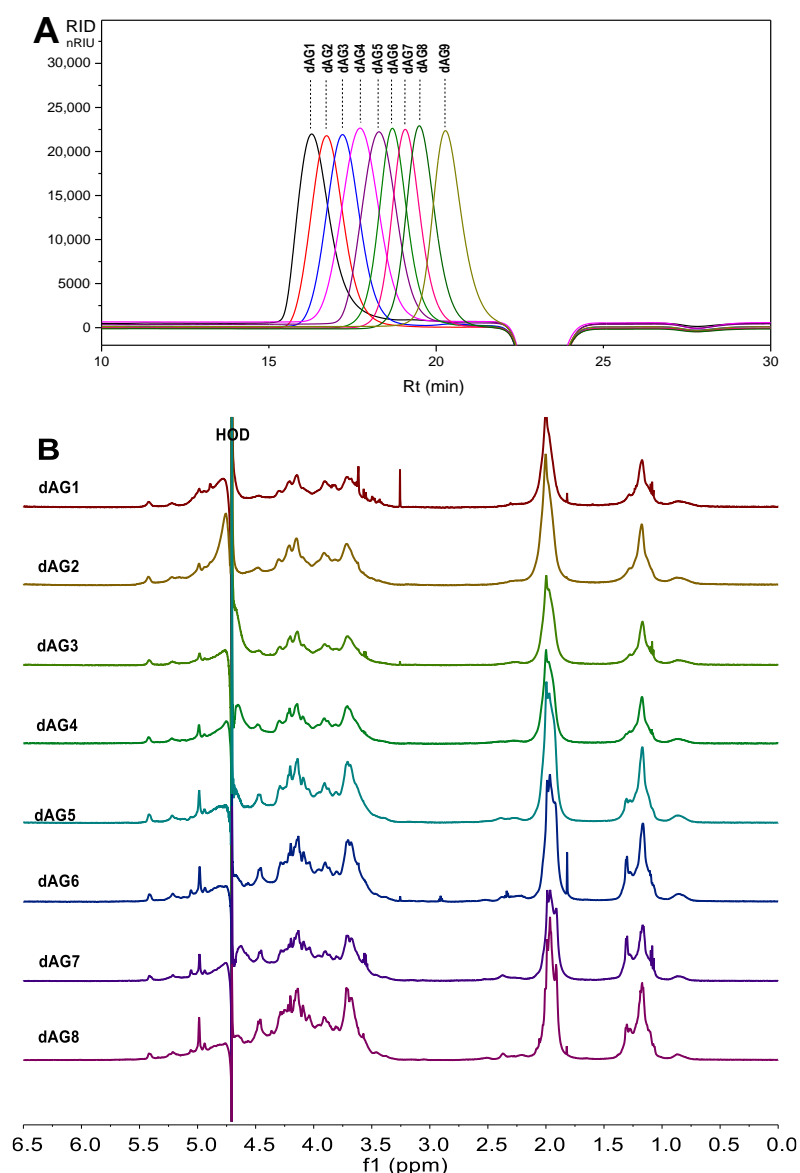 A
RID
nRIU
dAG1
dAG2
dAG3
dAG4
dAG5
dAG6
dAG7
dAG8
dAG9
30,000
25,000
20,000
15,000
10,000
5000
0
10
15
20
25
30
Rt (min)
B
HOD
dAG1
dAG2
dAG3
dAG4
dAG5
dAG6
dAG7
dAG8
6.5 6.0 5.5 5.0 4.5 4.0 3.5 3.0 2.5 2.0 1.5 1.0 0.5 0.0
f1 (ppm)